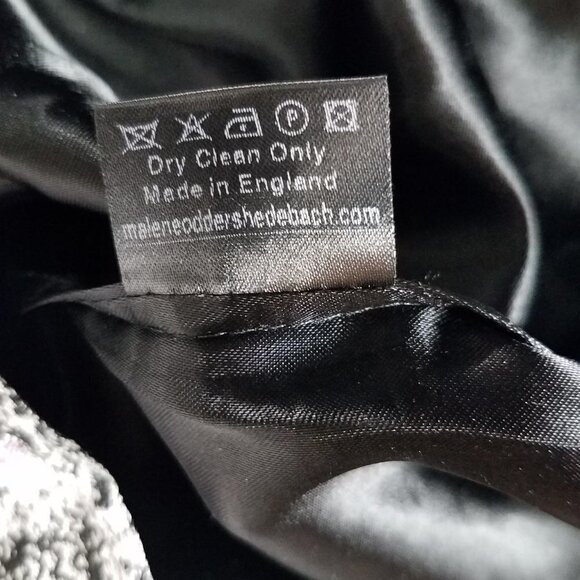 P
Dry Clean Only
Made in England
maleneoddershedebach.com